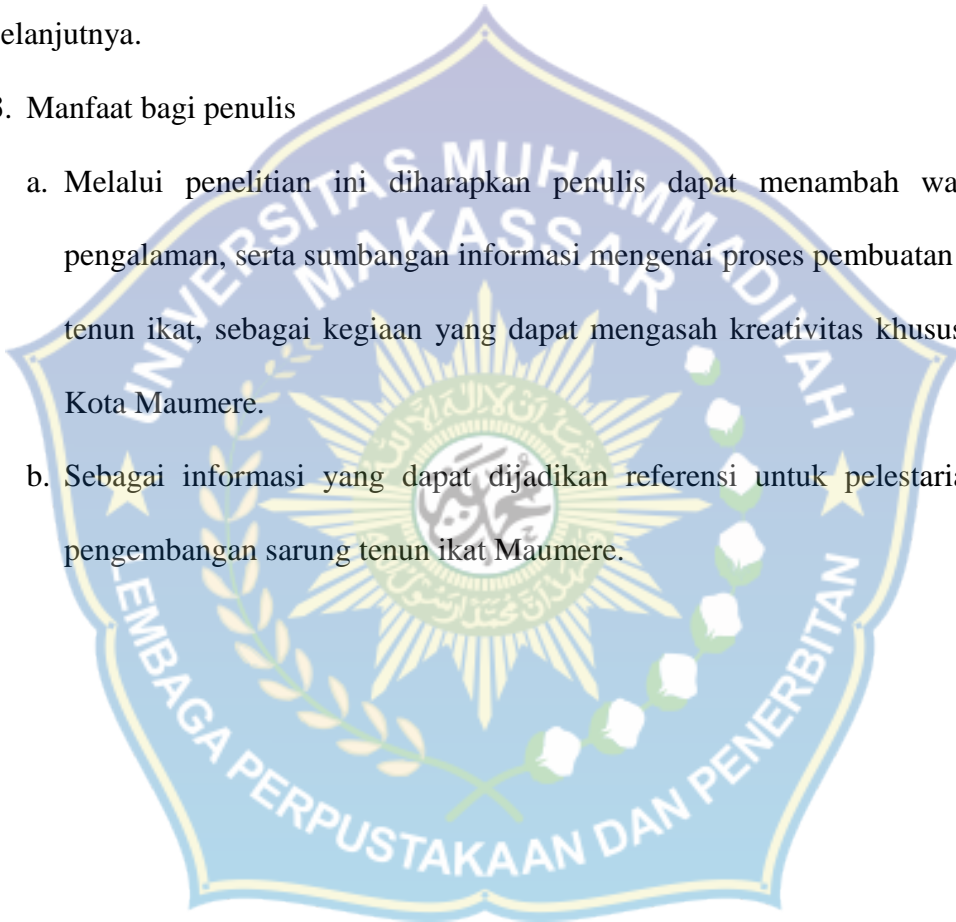 elanjutnya.
3. Manfaat bagi penulis
a. Melalui penelitian ini diharapkan penulis dapat menambah wa
pengalaman, serta sumbangan informasi mengenai proses pembuatan
tenun ikat, sebagai kegiaan yang dapat mengasah kreativitas khusus
Kota Maumere.
b. Sebagai informasi yang dapat dijadikan referensi untuk pelestaria
pengembangan sarung tenun ikat Maumere.
UNIVERSITAS MUHAMMADIYAH
MAKASSAR
LEMBAGA PERPUSTAKAAN DAN PENERBITAN